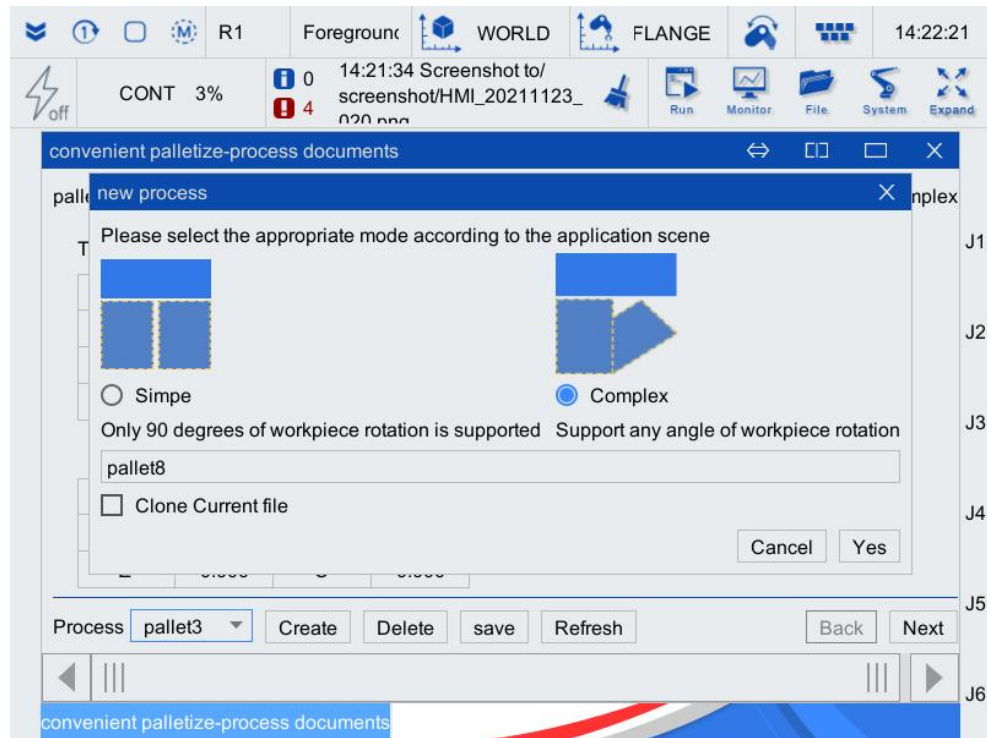 R1 Foregrounc WORLD FLANGE 14:22:21
off CONT 3% 0 4 14:21:34 Screenshot to/
screenshot/HMI_20211123_
020.png
Run Monitor File System Expand
convenient palletize-process documents
palle nplex
new process
Please select the appropriate mode according to the application scene
T
Simpe Complex
Only 90 degrees of workpiece rotation is supported Support any angle of workpiece rotation
pallet8
Clone Current file
Cancel Yes
Process pallet3 Create Delete save Refresh Back Next
convenient palletize-process documents
J1
J2
J3
J4
J5
J6